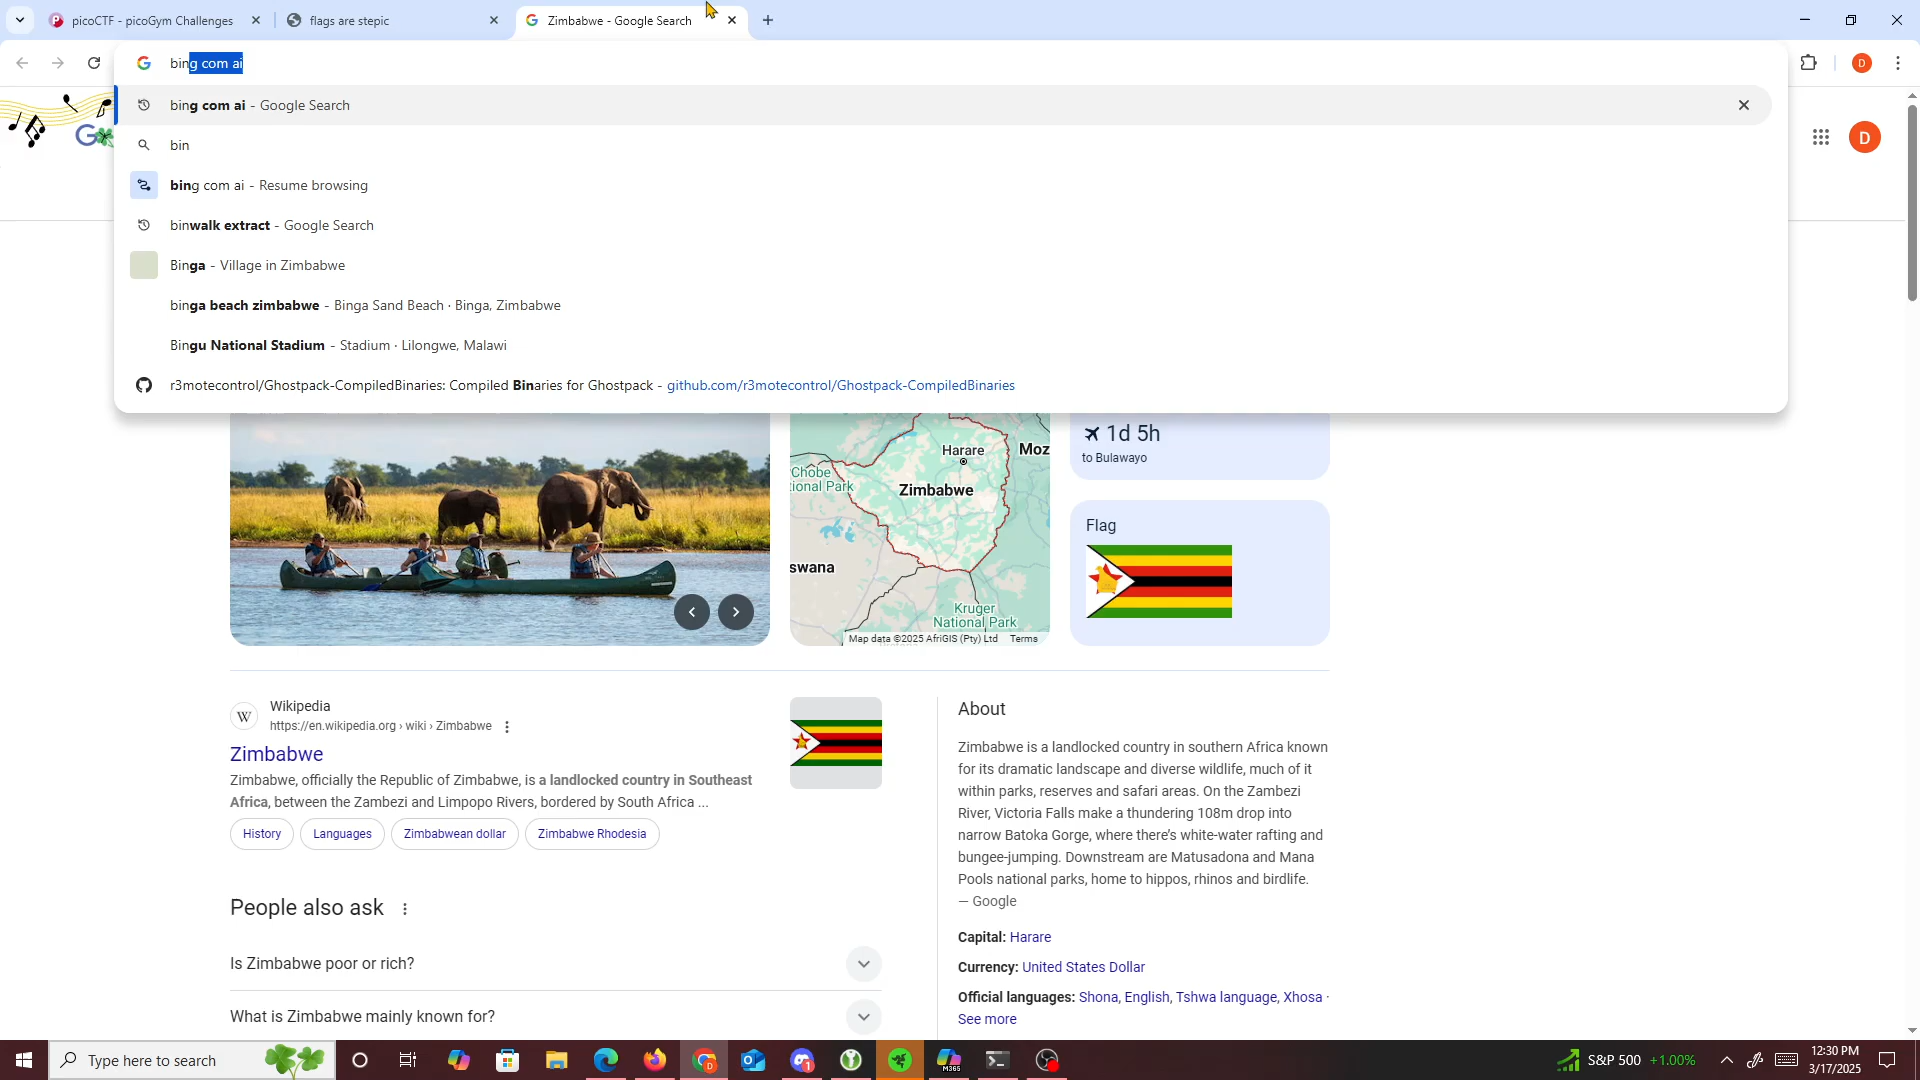 picoCTF - picoGym Challenges
flags are stepic
Zimbabwe - Google Search
bing com ai
D
bing com ai - Google Search
bin
bing com ai - Resume browsing
binwalk extract - Google Search
Binga - Village in Zimbabwe
binga beach zimbabwe - Binga Sand Beach · Binga, Zimbabwe
Bingu National Stadium - Stadium · Lilongwe, Malawi
r3motecontrol/Ghostpack-CompiledBinaries: Compiled Binaries for Ghostpack - github.com/r3motecontrol/Ghostpack-CompiledBinaries
D
Harare
Moz
Chobe
tional Park
Zimbabwe
swana
Kruger
National Park
Map data ©2025 AfriGIS (Pty) Ltd Terms
1d 5h
to Bulawayo
Flag
W
Wikipedia
https://en.wikipedia.org › wiki › Zimbabwe
Zimbabwe
Zimbabwe, officially the Republic of Zimbabwe, is a landlocked country in Southeast
Africa, between the Zambezi and Limpopo Rivers, bordered by South Africa ...
History
Languages
Zimbabwean dollar
Zimbabwe Rhodesia
People also ask
Is Zimbabwe poor or rich?
What is Zimbabwe mainly known for?
About
Zimbabwe is a landlocked country in southern Africa known
for its dramatic landscape and diverse wildlife, much of it
within parks, reserves and safari areas. On the Zambezi
River, Victoria Falls make a thundering 108m drop into
narrow Batoka Gorge, where there's white-water rafting and
bungee-jumping. Downstream are Matusadona and Mana
Pools national parks, home to hippos, rhinos and birdlife.
— Google
Capital: Harare
Currency: United States Dollar
Official languages: Shona, English, Tshwa language, Xhosa ·
See more
Type here to search
M365
S&P 500 +1.00%
12:30 PM
3/17/2025